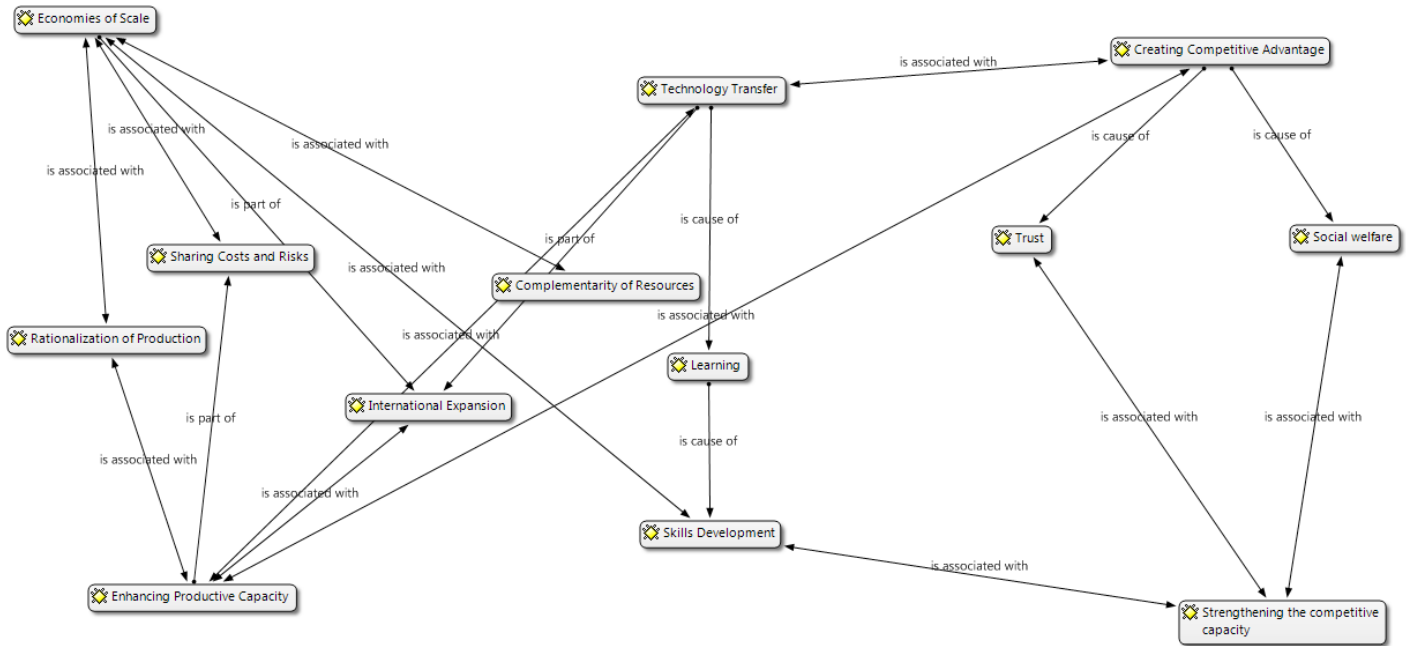 Economies of Scale
Creating Competitive Advantage
is associated with
Technology Transfer
is associated with
is associated with
is cause of
is cause of
is associated with
is part of
is cause of
Trust
Social welfare
is part of
Sharing Costs and Risks
is associated with
Complementarity of Resources
is associated with
Rationalization of Production
is associated with
Learning
International Expansion
is part of
is associated with
is associated with
is cause of
is associated with
is associated with
Skills Development
is associated with
Enhancing Productive Capacity
Strengthening the competitive
capacity